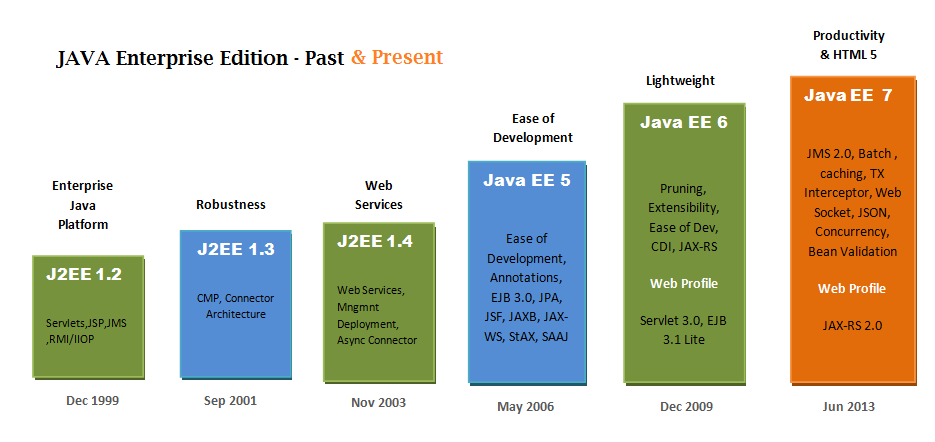 JAVA Enterprise Edition - Past & Present
Enterprise
Java
Platform
J2EE 1.2
Servlets,JSP,JMS
,RMI/IIOP
Dec 1999
Robustness
J2EE 1.3
CMP, Connector
Architecture
Sep 2001
Web
Services
J2EE 1.4
Web Services,
Mngmnt
Deployment,
Async Connector
Nov 2003
Ease of
Development
Java EE 5
Ease of
Development,
Annotations,
EJB 3.0, JPA,
JSF, JAXB, JAX-
WS, StAX, SAAJ
May 2006
Lightweight
Java EE 6
Pruning,
Extensibility,
Ease of Dev,
CDI, JAX-RS
Web Profile
Servlet 3.0, EJB
3.1 Lite
Dec 2009
Productivity
& HTML 5
Java EE 7
JMS 2.0, Batch ,
caching, TX
Interceptor, Web
Socket, JSON,
Concurrency,
Bean Validation
Web Profile
JAX-RS 2.0
Jun 2013